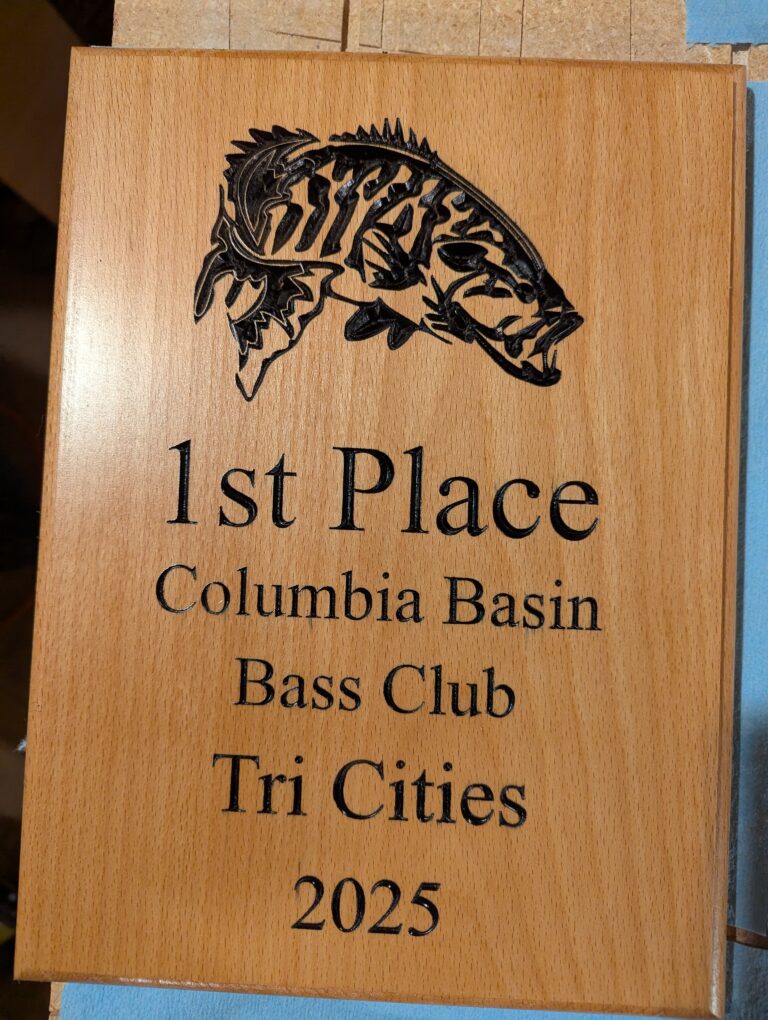 1st Place
Columbia Basin
Bass Club
Tri Cities
2025